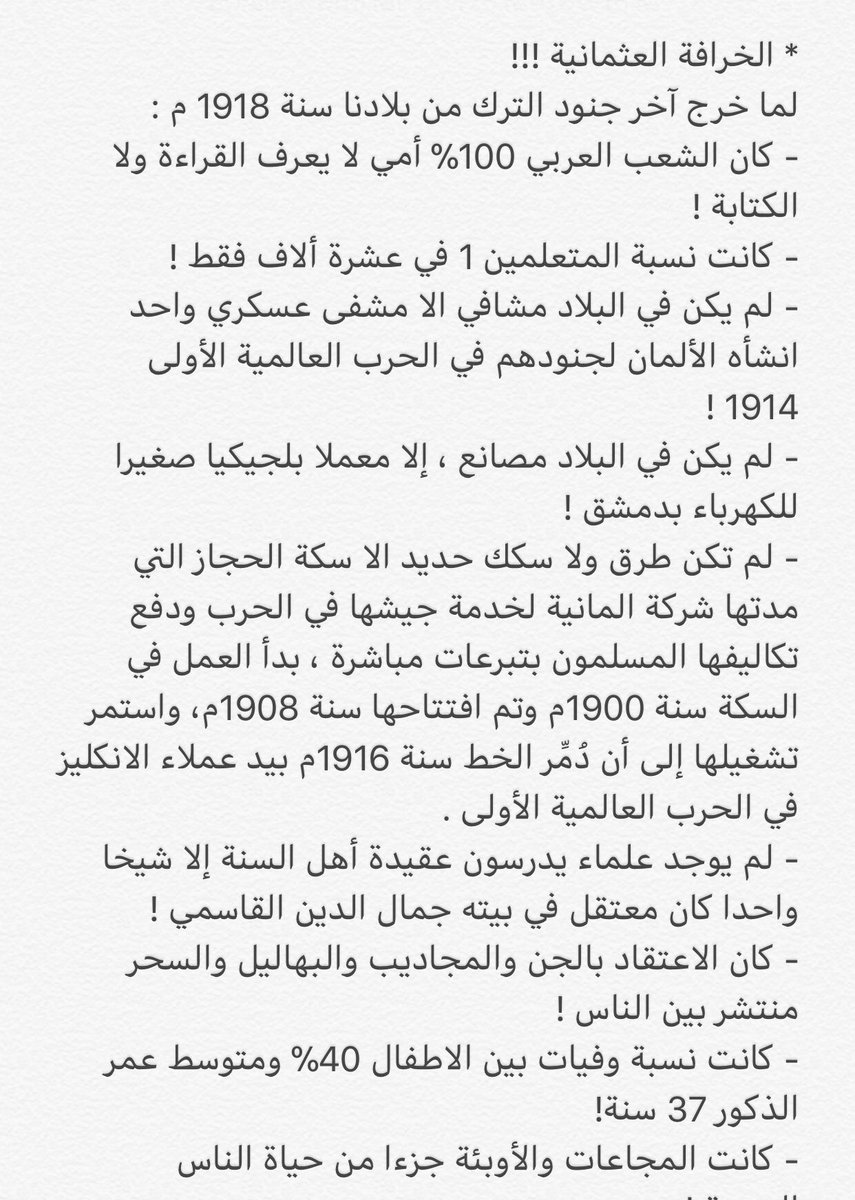 * الخرافة العثمانية !!!
لما خرج آخر جنود الترك من بلادنا سنة 1918 م :
- كان الشعب العربي 100% أمي لا يعرف القراءة ولا
الكتابة !
- كانت نسبة المتعلمين 1 في عشرة ألاف فقط !
- لم يكن في البلاد مشافي الا مشفى عسكري واحد
انشأه الألمان لجنودهم في الحرب العالمية الأولى
1914 !
- لم يكن في البلاد مصانع ، إلا معملا بلجيكيا صغيرا
للكهرباء بدمشق !
- لم تكن طرق ولا سكك حديد الا سكة الحجاز التي
مدتها شركة المانية لخدمة جيشها في الحرب ودفع
تكاليفها المسلمون بتبرعات مباشرة ، بدأ العمل في
السكة سنة 1900م وتم افتتاحها سنة 1908م، واستمر
تشغيلها إلى أن دُمِّر الخط سنة 1916م بيد عملاء الانكليز
في الحرب العالمية الأولى .
- لم يوجد علماء يدرسون عقيدة أهل السنة إلا شيخا
واحدا كان معتقل في بيته جمال الدين القاسمي !
- كان الاعتقاد بالجن والمجاديب والبهاليل والسحر
منتشر بين الناس !
- كانت نسبة وفيات بين الاطفال 40% ومتوسط عمر
الذكور 37 سنة!
- كانت المجاعات والأوبئة جزءا من حياة الناس